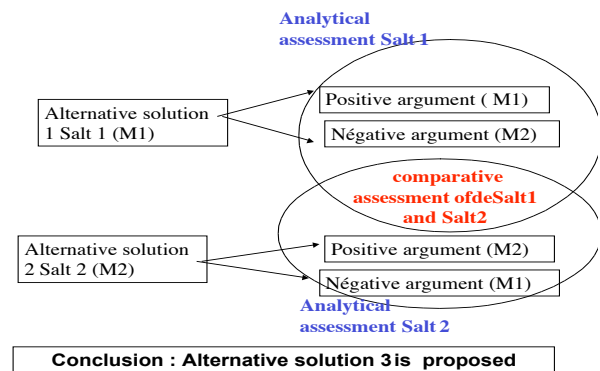 Analytical
assessment Salt 1
Positive argument ( M1)
Alternative solution
1 Salt 1 (M1)
Négative argument (M2)
comparative
assessment ofdeSalt1
and Salt2
Alternative solution
2 Salt 2 (M2)
Positive argument (M2)
Négative argument (M1)
Analytical
assessment Salt 2
Conclusion : Alternative solution 3 is proposed